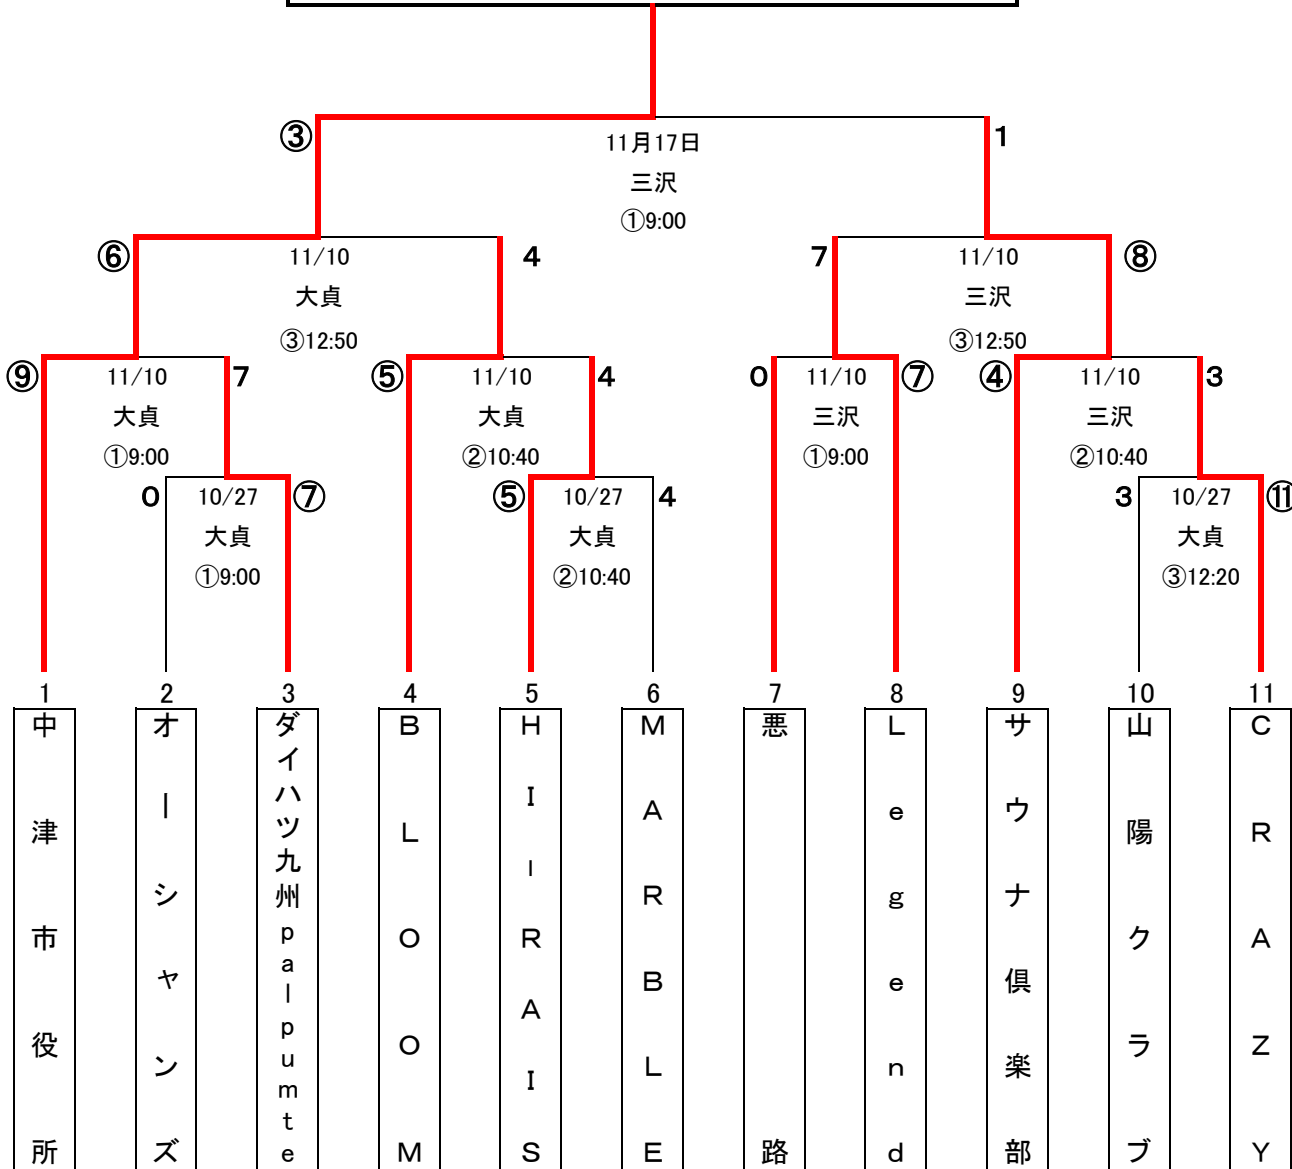 ③ 1
11月17日
三沢
①9:00
⑥ 4 7 ⑧
11/10 11/10
大貞 三沢
③12:50 ③12:50
⑨ 7 ⑤ 4 0 ⑦ ④ 3
11/10 11/10 11/10 11/10
大貞 大貞 三沢 三沢
①9:00 ②10:40 ①9:00 ②10:40
0 ⑦ ⑤ 4 3 ⑪
10/27 10/27 10/27
大貞 大貞 大貞
①9:00 ②10:40 ③12:20
1 2 3 4 5 6 7 8 9 10 11
中津市役所
オーシャンズ
ダイハツ九州palpumte
BLOOM
HI-RAIS
MARBLE
悪路
Legend
サウナ倶楽部
山陽クラブ
CRAZY